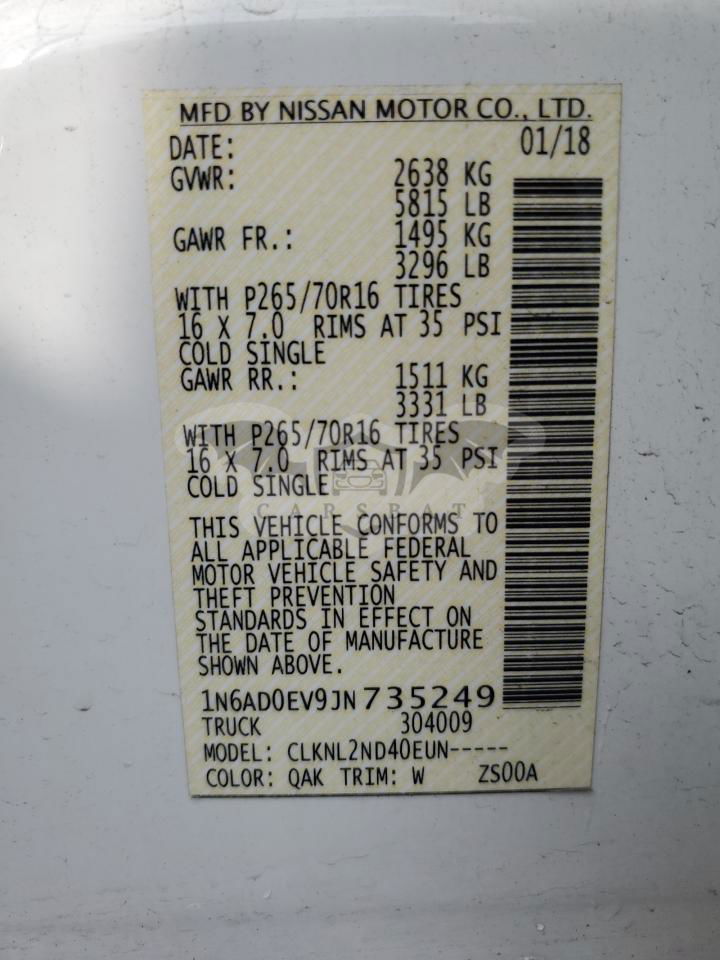 MFD BY NISSAN MOTOR CO., LTD.
DATE: 01/18
GVWR: 2638 KG
5815 LB
GAWR FR.: 1495 KG
3296 LB
WITH P265/70R16 TIRES
16 X 7.0 RIMS AT 35 PSI
COLD SINGLE
GAWR RR.: 1511 KG
3331 LB
WITH P265/70R16 TIRES
16 X 7.0 RIMS AT 35 PSI
COLD SINGLE
CARSBAT
THIS VEHICLE CONFORMS TO
ALL APPLICABLE FEDERAL
MOTOR VEHICLE SAFETY AND
THEFT PREVENTION
STANDARDS IN EFFECT ON
THE DATE OF MANUFACTURE
SHOWN ABOVE.
1N6AD0EV9JN735249
TRUCK 304009
MODEL: CLKNL2ND40EUN-----
COLOR: QAK TRIM: W ZS00A